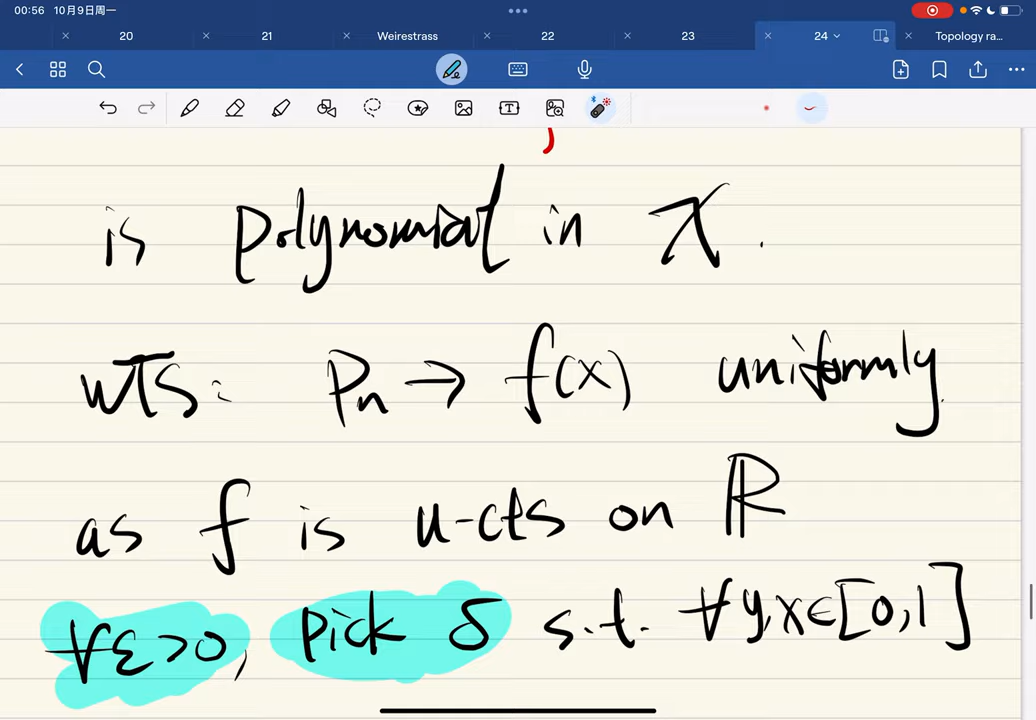 00:56 10月9日周一
20
21
Weirestrass
22
23
24
Topology ra...
is polynomial in x.
WTS: Pn → f(x) uniformly.
as f is u-cts on ℝ
∀ε>0, pick δ s.t. ∀y,x∈[0,1]